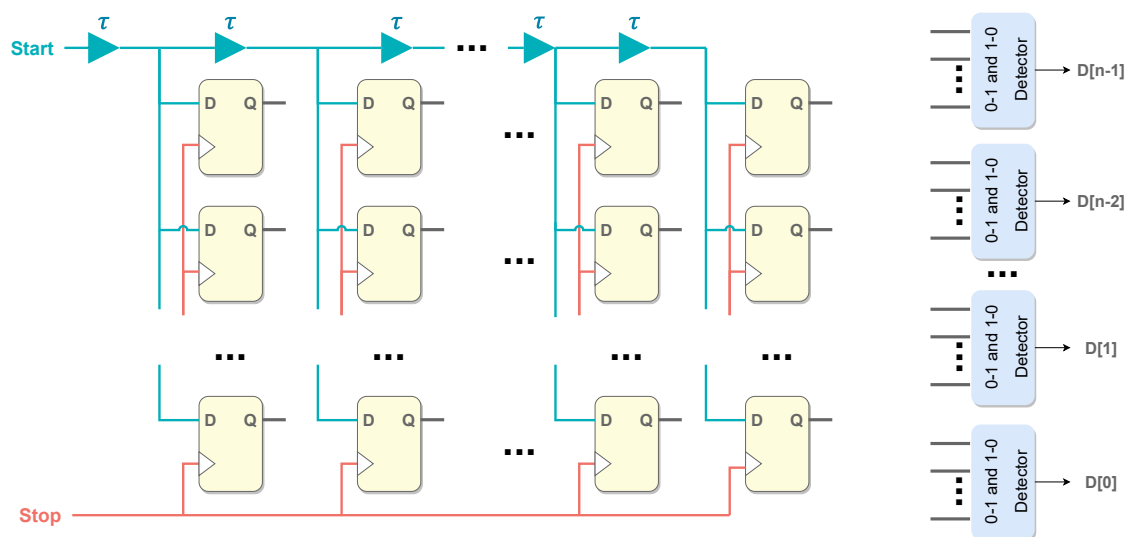 τ τ τ τ
Start
D Q D Q D Q D Q
D Q D Q D Q D Q
D Q D Q D Q D Q
Stop
0-1 and 1-0
Detector
D[n-1]
0-1 and 1-0
Detector
D[n-2]
0-1 and 1-0
Detector
D[1]
0-1 and 1-0
Detector
D[0]